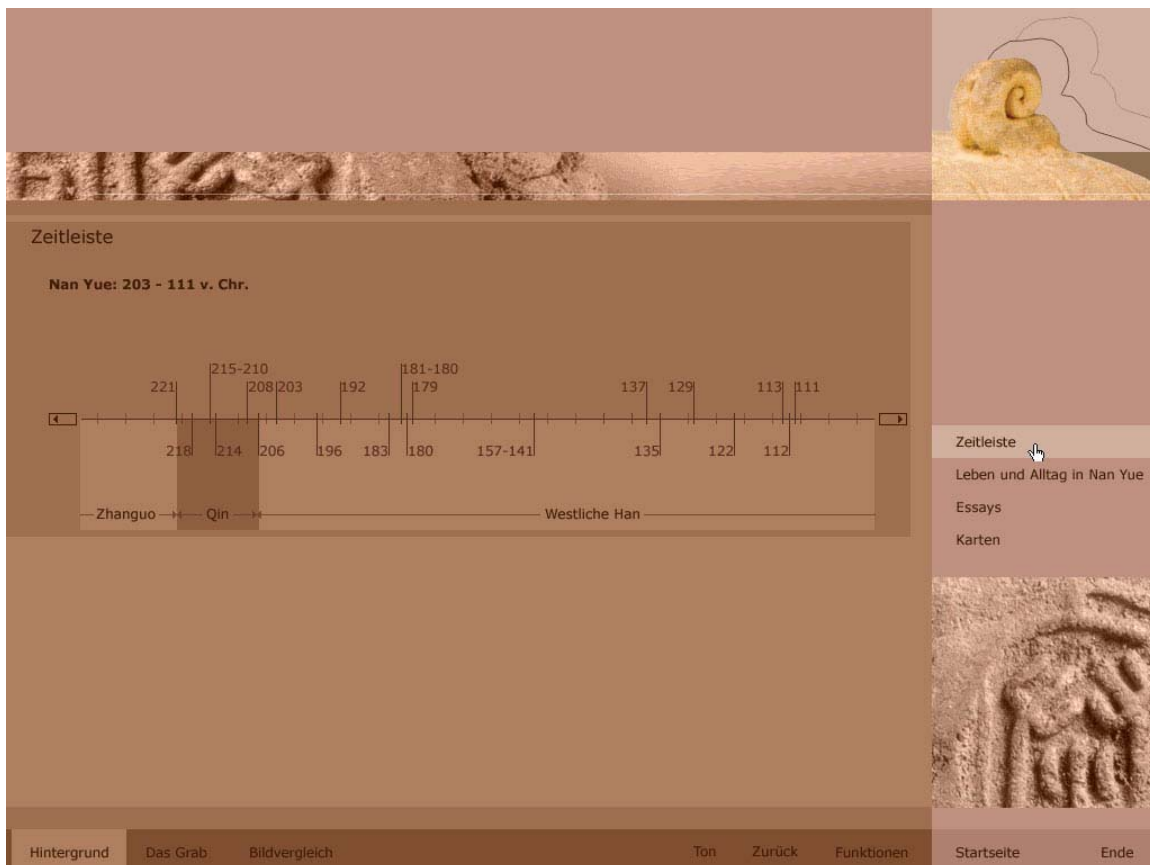 Zeitleiste
Nan Yue: 203 - 111 v. Chr.
215-210 181-180
221 208 203 192 179 137 129 113 111
218 214 206 196 183 180 157-141 135 122 112
Zhanguo Qin Westliche Han
Zeitleiste
Leben und Alltag in Nan Yue
Essays
Karten
Hintergrund Das Grab Bildvergleich Ton Zurück Funktionen Startseite Ende